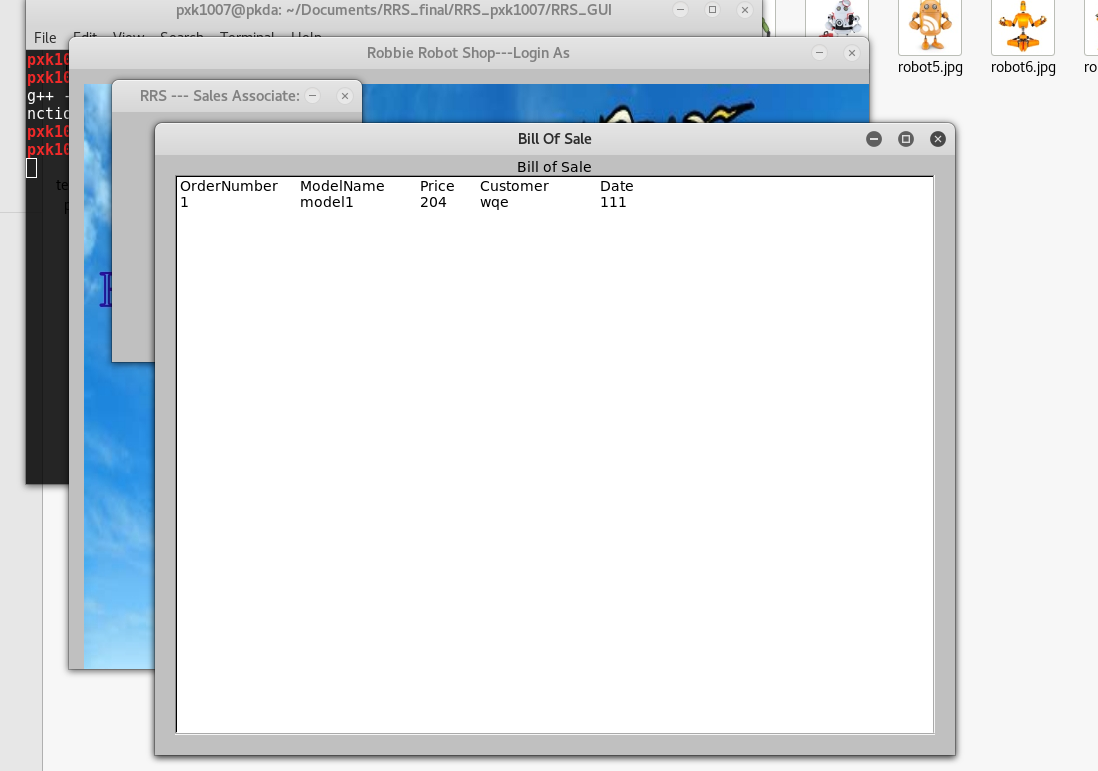 pxk1007@pkda: ~/Documents/RRS_final/RRS_pxk1007/RRS_GUI
File Edit View Search Terminal Help
robot5.jpg robot6.jpg ro
Robbie Robot Shop---Login As
pxk10
pxk10
g++ -
nctio
pxk10
pxk10
RRS --- Sales Associate:
Bill Of Sale
Bill of Sale
OrderNumber ModelName Price Customer Date
1 model1 204 wqe 111